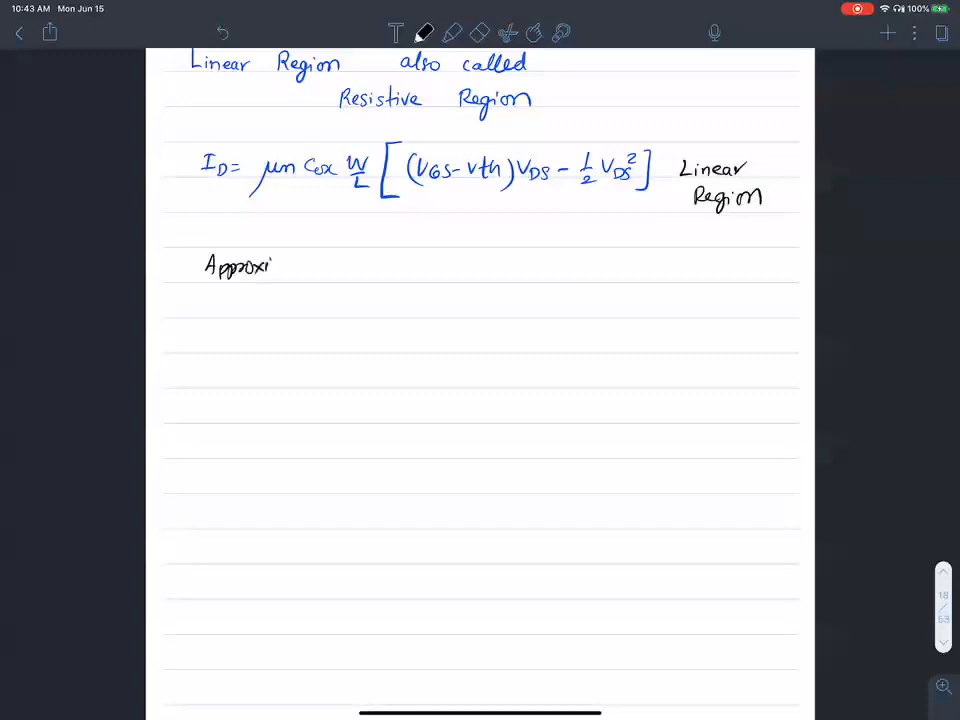 10:43 AM Mon Jun 15
100%
Linear Region also called
Resistive Region
I_D = μn Cox W/L [(VGS - Vth) VDS - 1/2 VDS²] Linear
Region
Approxi
18
/
53